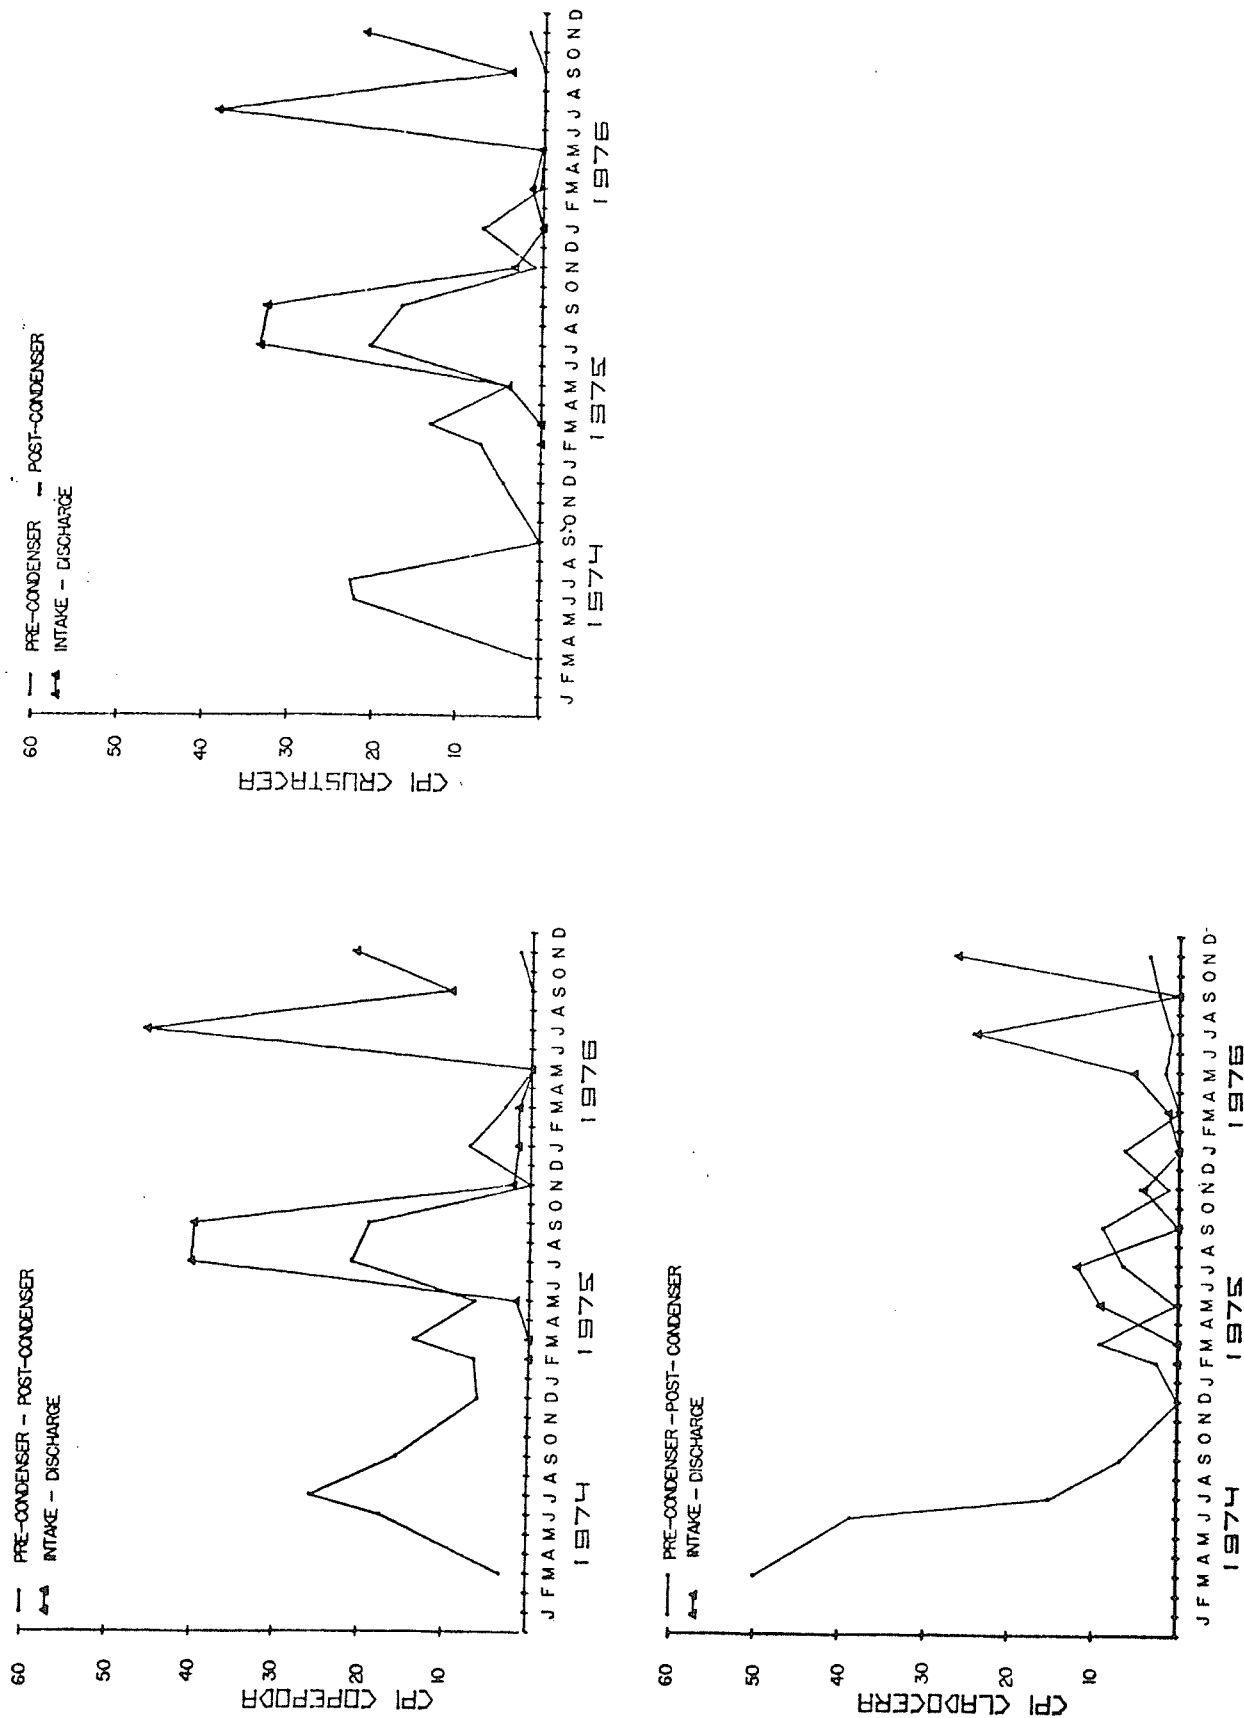 — PRE-CONDENSER – POST-CONDENSER
INTAKE – DISCHARGE
60
50
40
30
20
10
CPI CRUSTACEA
J F M A M J J A S O N D J F M A M J J A S O N D J F M A M J J A S O N D
1974 1975 1976
— PRE-CONDENSER – POST-CONDENSER
INTAKE – DISCHARGE
60
50
40
30
20
10
CPI COPEPODA
J F M A M J J A S O N D J F M A M J J A S O N D J F M A M J J A S O N D
1974 1975 1976
— PRE-CONDENSER – POST-CONDENSER
INTAKE – DISCHARGE
60
50
40
30
20
10
CPI CLADOCERA
J F M A M J J A S O N D J F M A M J J A S O N D J F M A M J J A S O N D
1974 1975 1976